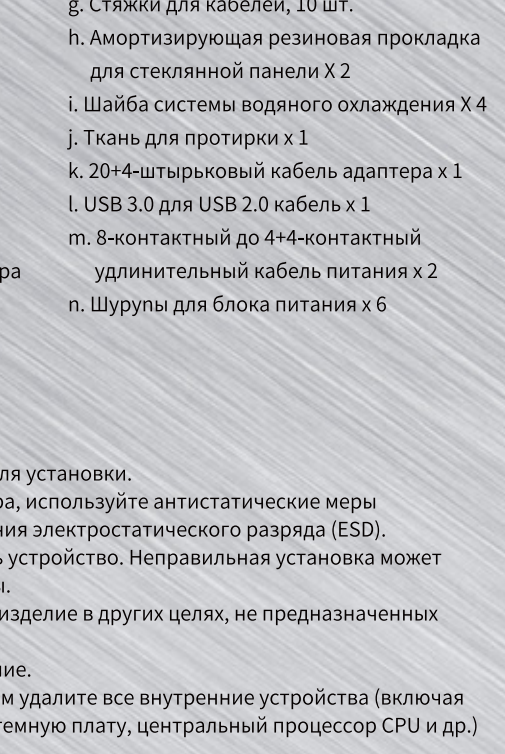 g. Стяжки для кабелей, 10 шт.
h. Амортизирующая резиновая прокладка
для стеклянной панели X 2
i. Шайба системы водяного охлаждения X 4
j. Ткань для протирки x 1
k. 20+4-штырьковый кабель адаптера x 1
l. USB 3.0 для USB 2.0 кабель x 1
m. 8-контактный до 4+4-контактный
ра удлинительный кабель питания x 2
n. Шурупы для блока питания x 6
ля установки.
ра, используйте антистатические меры
ния электростатического разряда (ESD).
ь устройство. Неправильная установка может
ы.
изделие в других целях, не предназначенных
ние.
м удалите все внутренние устройства (включая
темную плату, центральный процессор CPU и др.)